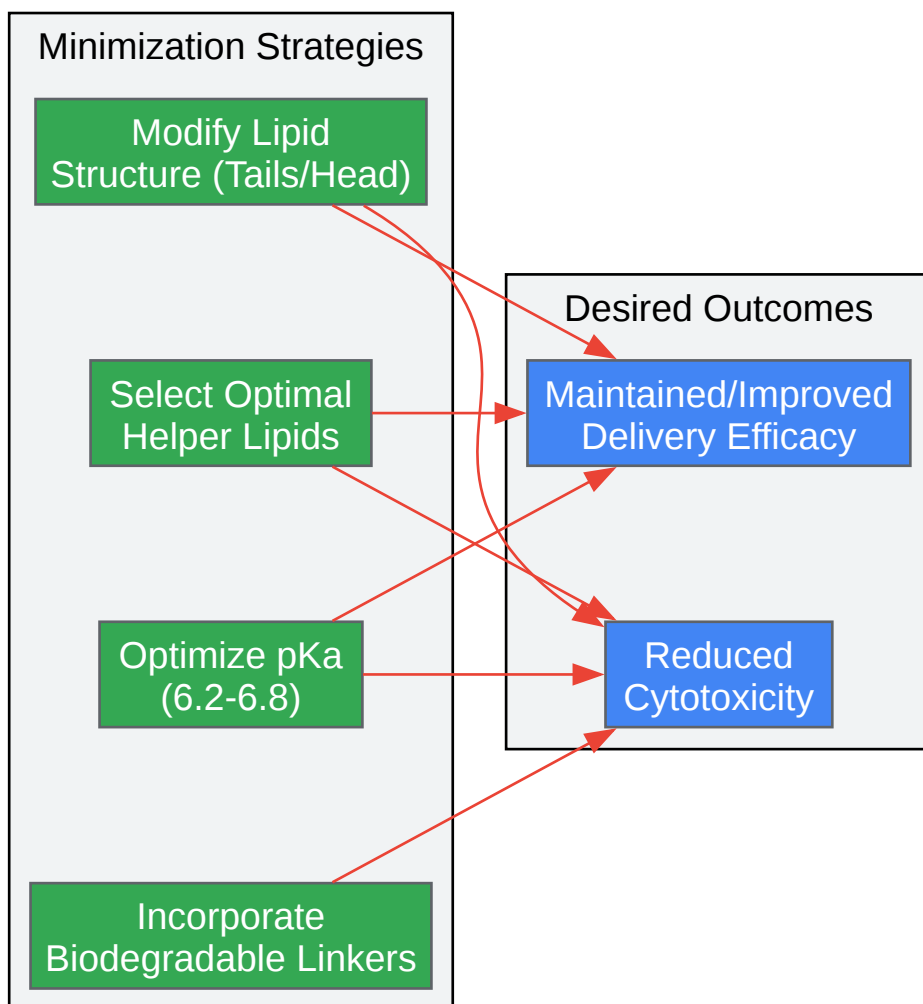 Minimization Strategies
Modify Lipid
Structure (Tails/Head)
Select Optimal
Helper Lipids
Optimize pKa
(6.2-6.8)
Incorporate
Biodegradable Linkers
Desired Outcomes
Maintained/Improved
Delivery Efficacy
Reduced
Cytotoxicity